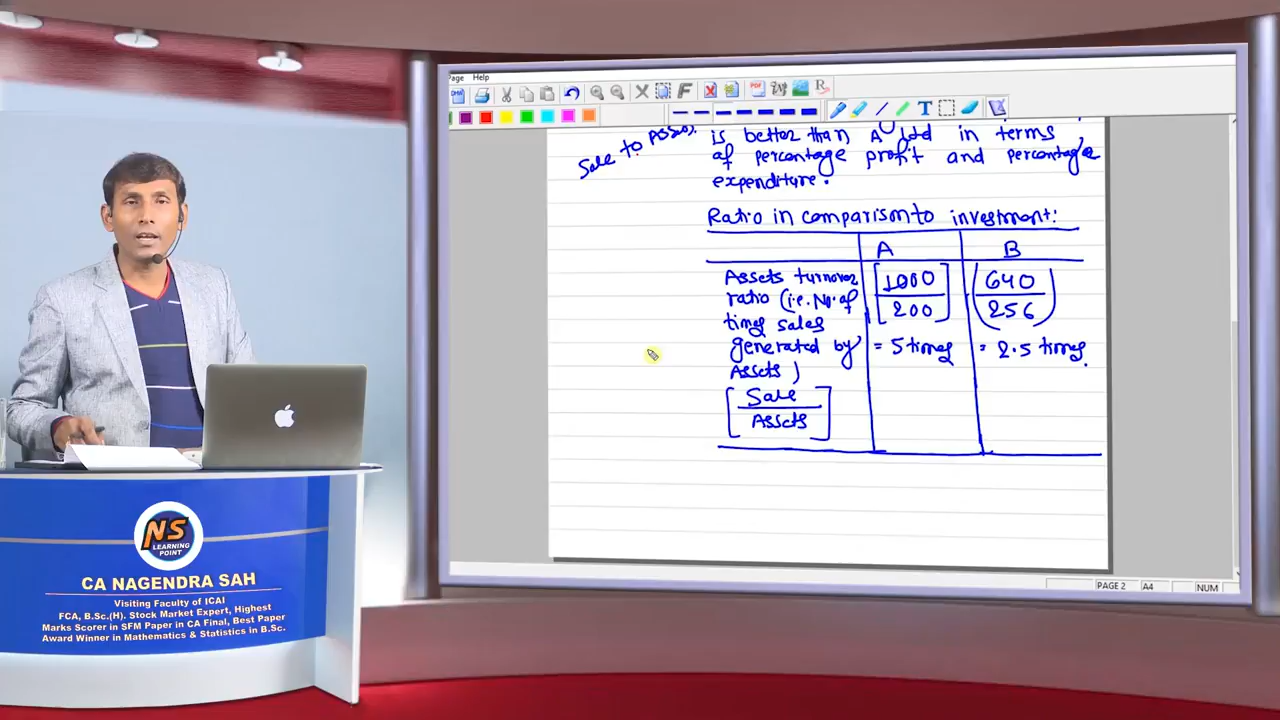 Page Help
PDF
T
Sale to Assets.
is better than A Ltd in terms
of percentage profit and percentage
expenditure.
Ratio in comparison to investment:
A B
Assets turnover
ratio (i.e. No. of
times sales
generated by
Assets)
[Sale
Assets]
[1000
200]
= 5 times
(640
256)
= 2.5 times.
PAGE 2 A4 NUM
NS
LEARNING
POINT
CA NAGENDRA SAH
Visiting Faculty of ICAI
FCA, B.Sc.(H). Stock Market Expert, Highest
Marks Scorer in SFM Paper in CA Final, Best Paper
Award Winner in Mathematics & Statistics in B.Sc.